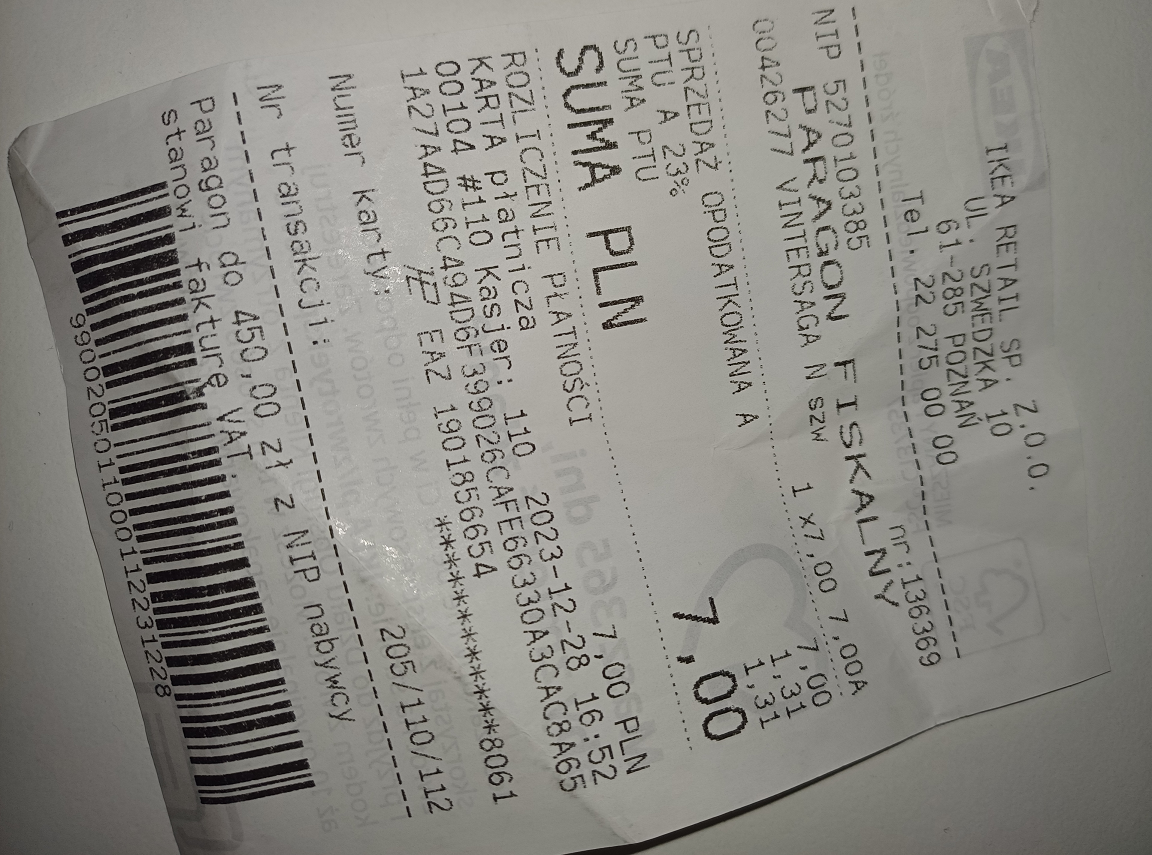 IKEA RETAIL SP. Z.O.O.
UL. SZWEDZKA 10
61-285 POZNAŃ
Tel. 22 275 00 00
NIP 5270103385 nr:136369
PARAGON FISKALNY
00426277 VINTERSAGA N szw 1 x7,00 7,00A
SPRZEDAŻ OPODATKOWANA A 7,00
PTU A 23% 1,31
SUMA PTU 1,31
SUMA PLN 7,00
ROZLICZENIE PŁATNOŚCI
KARTA płatnicza 7,00 PLN
00104 #110 Kasjer: 110 2023-12-28 16:52
1A27A4D66C494D6F399026CAFE66330A3CAC8A65
EAZ 1901856654
Numer karty: ************8061
Nr transakcji: 205/110/112
Paragon do 450,00 zł z NIP nabywcy
stanowi fakturę VAT.
9900205011000112231228